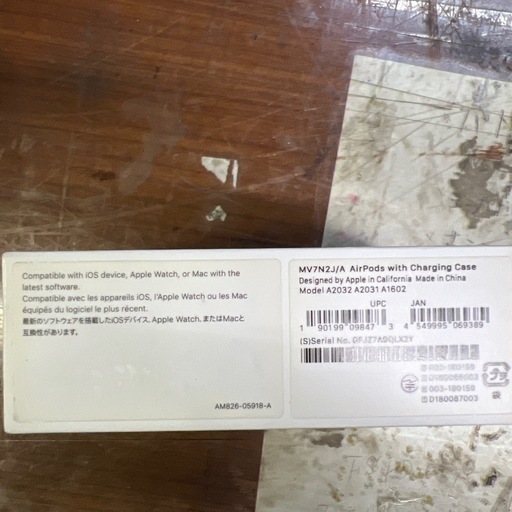 Compatible with iOS device, Apple Watch, or Mac with the
latest software.
Compatible avec les appareils iOS, l'Apple Watch ou les Mac
équipés du logiciel le plus récent.
最新のソフトウェアを搭載したiOSデバイス、Apple Watch、またはMacと
互換性があります。
AM826-05918-A
MV7N2J/A AirPods with Charging Case
Designed by Apple in California Made in China
Model A2032 A2031 A1602
UPC JAN
1 90199 09847 3 4 549995 069389
(S)Serial No.
003-180159
D180087003
プラ
袋